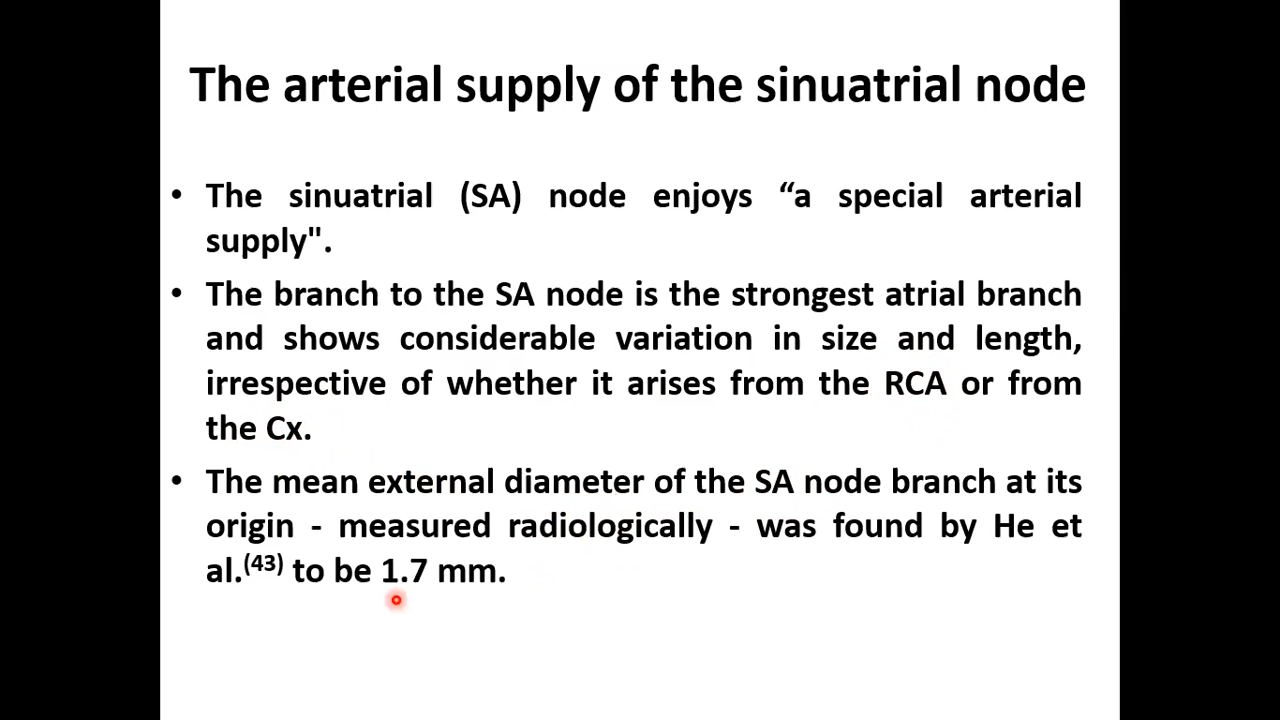 The arterial supply of the sinuatrial node
• The sinuatrial (SA) node enjoys “a special arterial
supply".
• The branch to the SA node is the strongest atrial branch
and shows considerable variation in size and length,
irrespective of whether it arises from the RCA or from
the Cx.
• The mean external diameter of the SA node branch at its
origin - measured radiologically - was found by He et
al.(43) to be 1.7 mm.